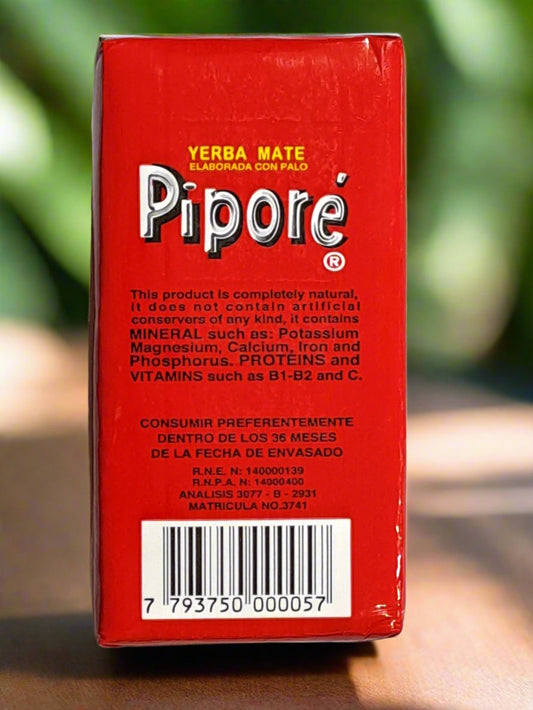 YERBA MATE
ELABORADA CON PALO
Piporé
®
This product is completely natural,
it does not contain artificial
conservers of any kind, it contains
MINERAL such as: Potassium
Magnesium, Calcium, Iron and
Phosphorus. PROTEINS and
VITAMINS such as B1-B2 and C.
CONSUMIR PREFERENTEMENTE
DENTRO DE LOS 36 MESES
DE LA FECHA DE ENVASADO
R.N.E. N: 140000139
R.N.P.A. N: 14000400
ANALISIS 3077 - B - 2931
MATRICULA NO.3741
7 793750 000057